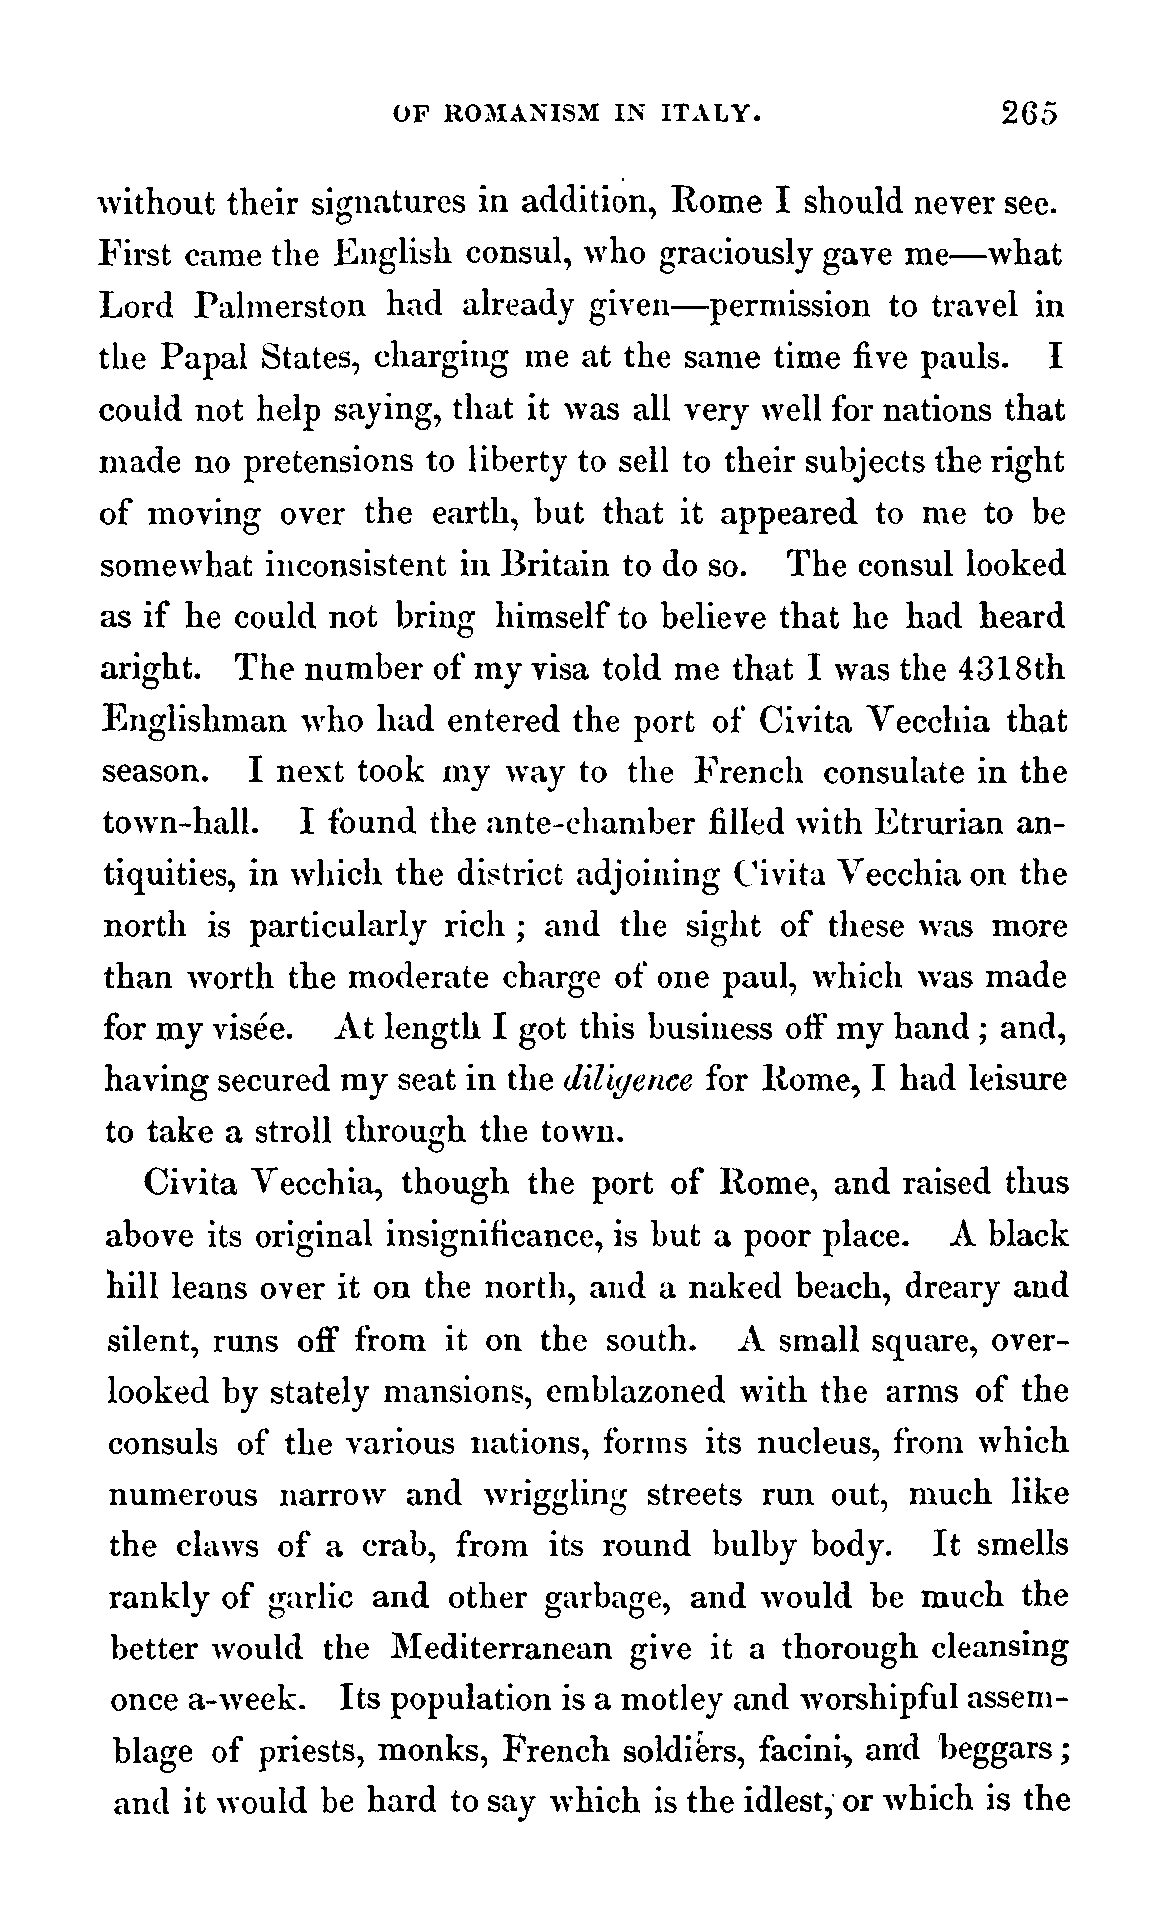 OF ROMANISM IN ITALY. 265
without their signatures in addition, Rome I should never see.
First came the English consul, who graciously gave me—what
Lord Palmerston had already given—permission to travel in
the Papal States, charging me at the same time five pauls. I
could not help saying, that it was all very well for nations that
made no pretensions to liberty to sell to their subjects the right
of moving over the earth, but that it appeared to me to be
somewhat inconsistent in Britain to do so. The consul looked
as if he could not bring himself to believe that he had heard
aright. The number of my visa told me that I was the 4318th
Englishman who had entered the port of Civita Vecchia that
season. I next took my way to the French consulate in the
town-hall. I found the ante-chamber filled with Etrurian an-
tiquities, in which the district adjoining Civita Vecchia on the
north is particularly rich ; and the sight of these was more
than worth the moderate charge of one paul, which was made
for my visée. At length I got this business off my hand ; and,
having secured my seat in the diligence for Rome, I had leisure
to take a stroll through the town.
Civita Vecchia, though the port of Rome, and raised thus
above its original insignificance, is but a poor place. A black
hill leans over it on the north, and a naked beach, dreary and
silent, runs off from it on the south. A small square, over-
looked by stately mansions, emblazoned with the arms of the
consuls of the various nations, forms its nucleus, from which
numerous narrow and wriggling streets run out, much like
the claws of a crab, from its round bulby body. It smells
rankly of garlic and other garbage, and would be much the
better would the Mediterranean give it a thorough cleansing
once a-week. Its population is a motley and worshipful assem-
blage of priests, monks, French soldiers, facini, and beggars ;
and it would be hard to say which is the idlest, or which is the